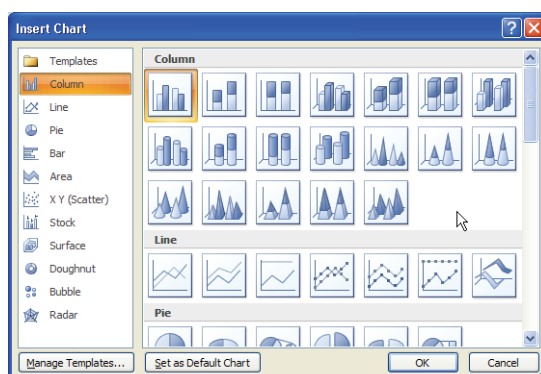 Insert Chart
Templates
Column
Line
Pie
Bar
Area
X Y (Scatter)
Stock
Surface
Doughnut
Bubble
Radar
Column
Line
Pie
Manage Templates...
Set as Default Chart
OK
Cancel